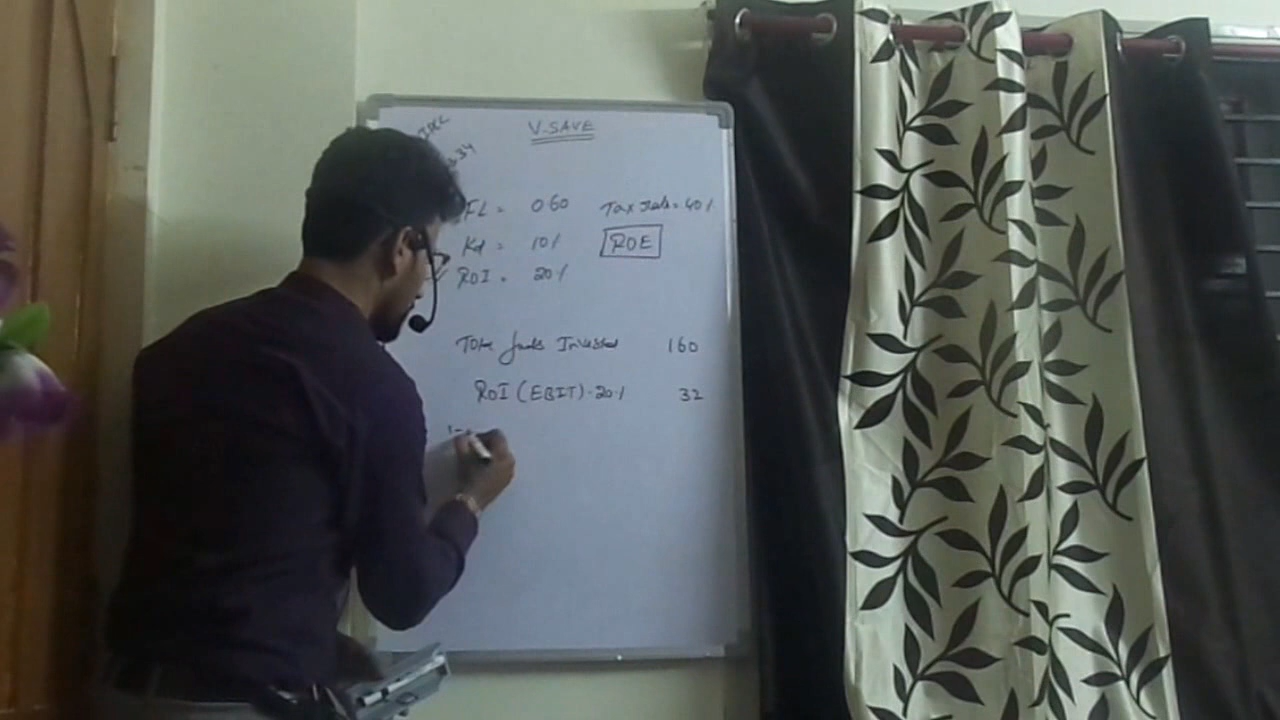 V-SAVE
FL = 0.60 Tax Rate = 40%
Kd = 10% ROE
ROI = 20%
Total funds Invested 160
ROI (EBIT)-20% 32